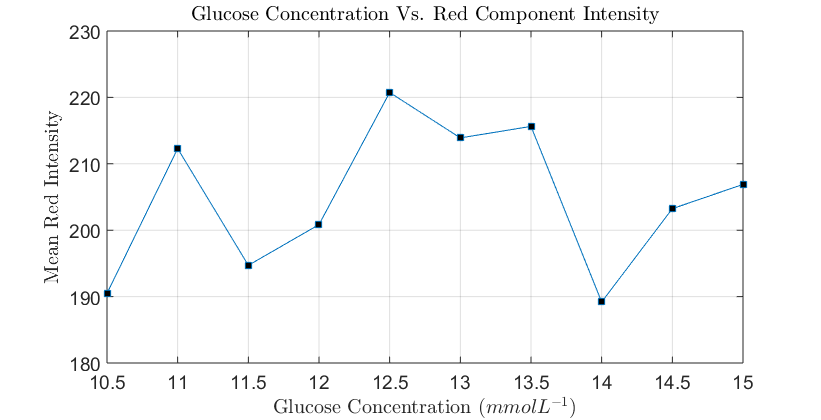 Glucose Concentration Vs. Red Component Intensity
Mean Red Intensity
230
220
210
200
190
180
10.5 11 11.5 12 12.5 13 13.5 14 14.5 15
Glucose Concentration (mmolL⁻¹)